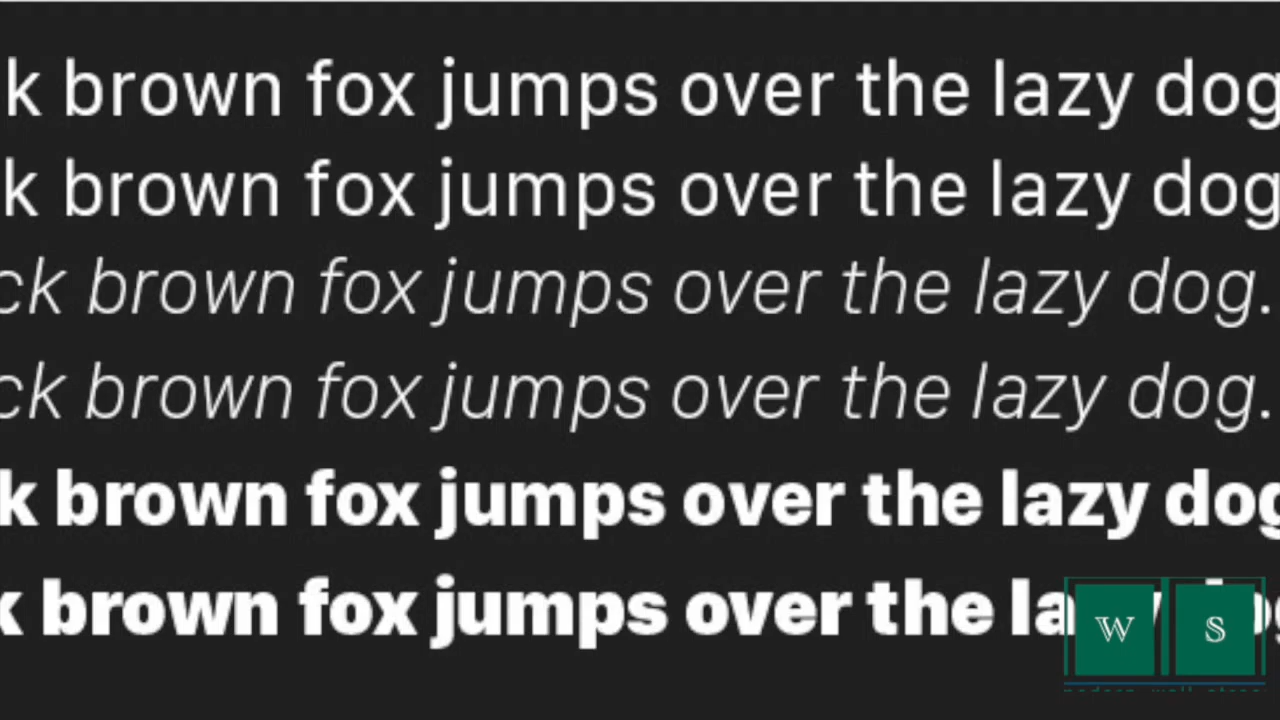 k brown fox jumps over the lazy dog
k brown fox jumps over the lazy dog
ck brown fox jumps over the lazy dog.
ck brown fox jumps over the lazy dog.
k brown fox jumps over the lazy dog
k brown fox jumps over the la
W S